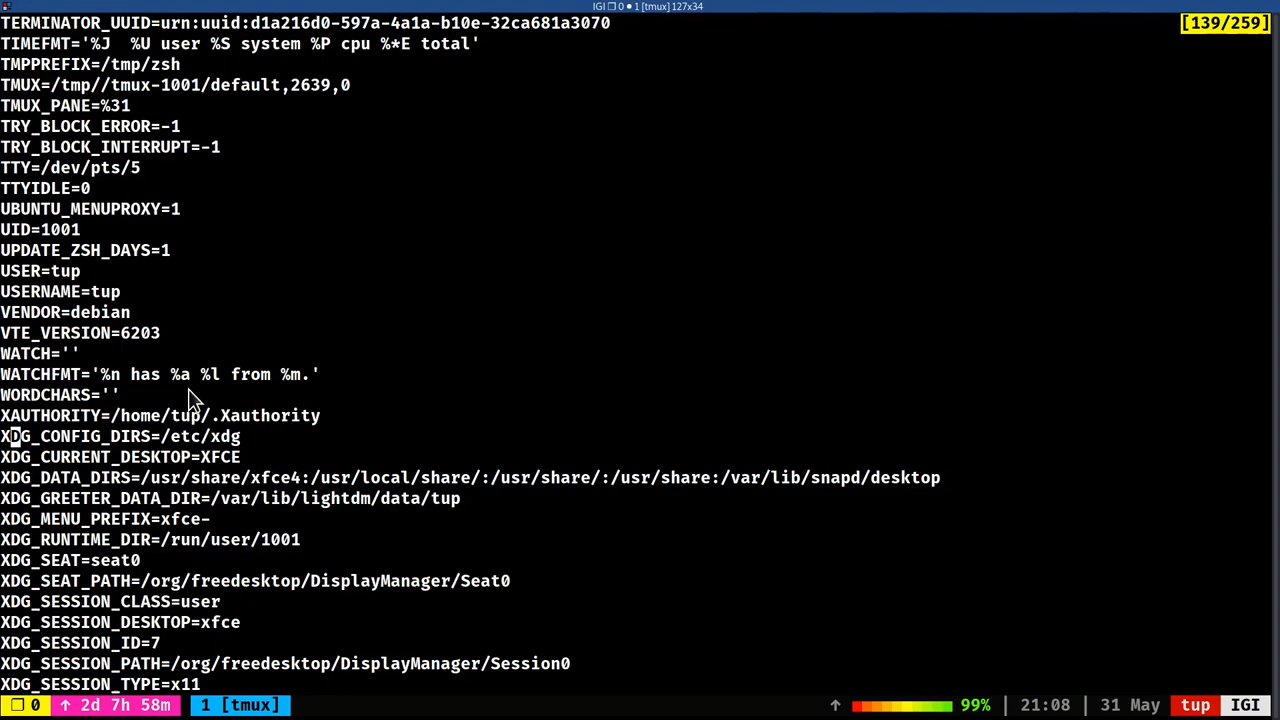 IGI ❐ 0 ● 1 [tmux] 127x34
TERMINATOR_UUID=urn:uuid:d1a216d0-597a-4a1a-b10e-32ca681a3070
[139/259]
TIMEFMT='%J  %U user %S system %P cpu %*E total'
TMPPREFIX=/tmp/zsh
TMUX=/tmp//tmux-1001/default,2639,0
TMUX_PANE=%31
TRY_BLOCK_ERROR=-1
TRY_BLOCK_INTERRUPT=-1
TTY=/dev/pts/5
TTYIDLE=0
UBUNTU_MENUPROXY=1
UID=1001
UPDATE_ZSH_DAYS=1
USER=tup
USERNAME=tup
VENDOR=debian
VTE_VERSION=6203
WATCH=''
WATCHFMT='%n has %a %l from %m.'
WORDCHARS=''
XAUTHORITY=/home/tup/.Xauthority
XDG_CONFIG_DIRS=/etc/xdg
XDG_CURRENT_DESKTOP=XFCE
XDG_DATA_DIRS=/usr/share/xfce4:/usr/local/share/:/usr/share/:/usr/share:/var/lib/snapd/desktop
XDG_GREETER_DATA_DIR=/var/lib/lightdm/data/tup
XDG_MENU_PREFIX=xfce-
XDG_RUNTIME_DIR=/run/user/1001
XDG_SEAT=seat0
XDG_SEAT_PATH=/org/freedesktop/DisplayManager/Seat0
XDG_SESSION_CLASS=user
XDG_SESSION_DESKTOP=xfce
XDG_SESSION_ID=7
XDG_SESSION_PATH=/org/freedesktop/DisplayManager/Session0
XDG_SESSION_TYPE=x11
❐ 0 ↑ 2d 7h 58m 1 [tmux] ↑ 99% | 21:08 | 31 May tup IGI